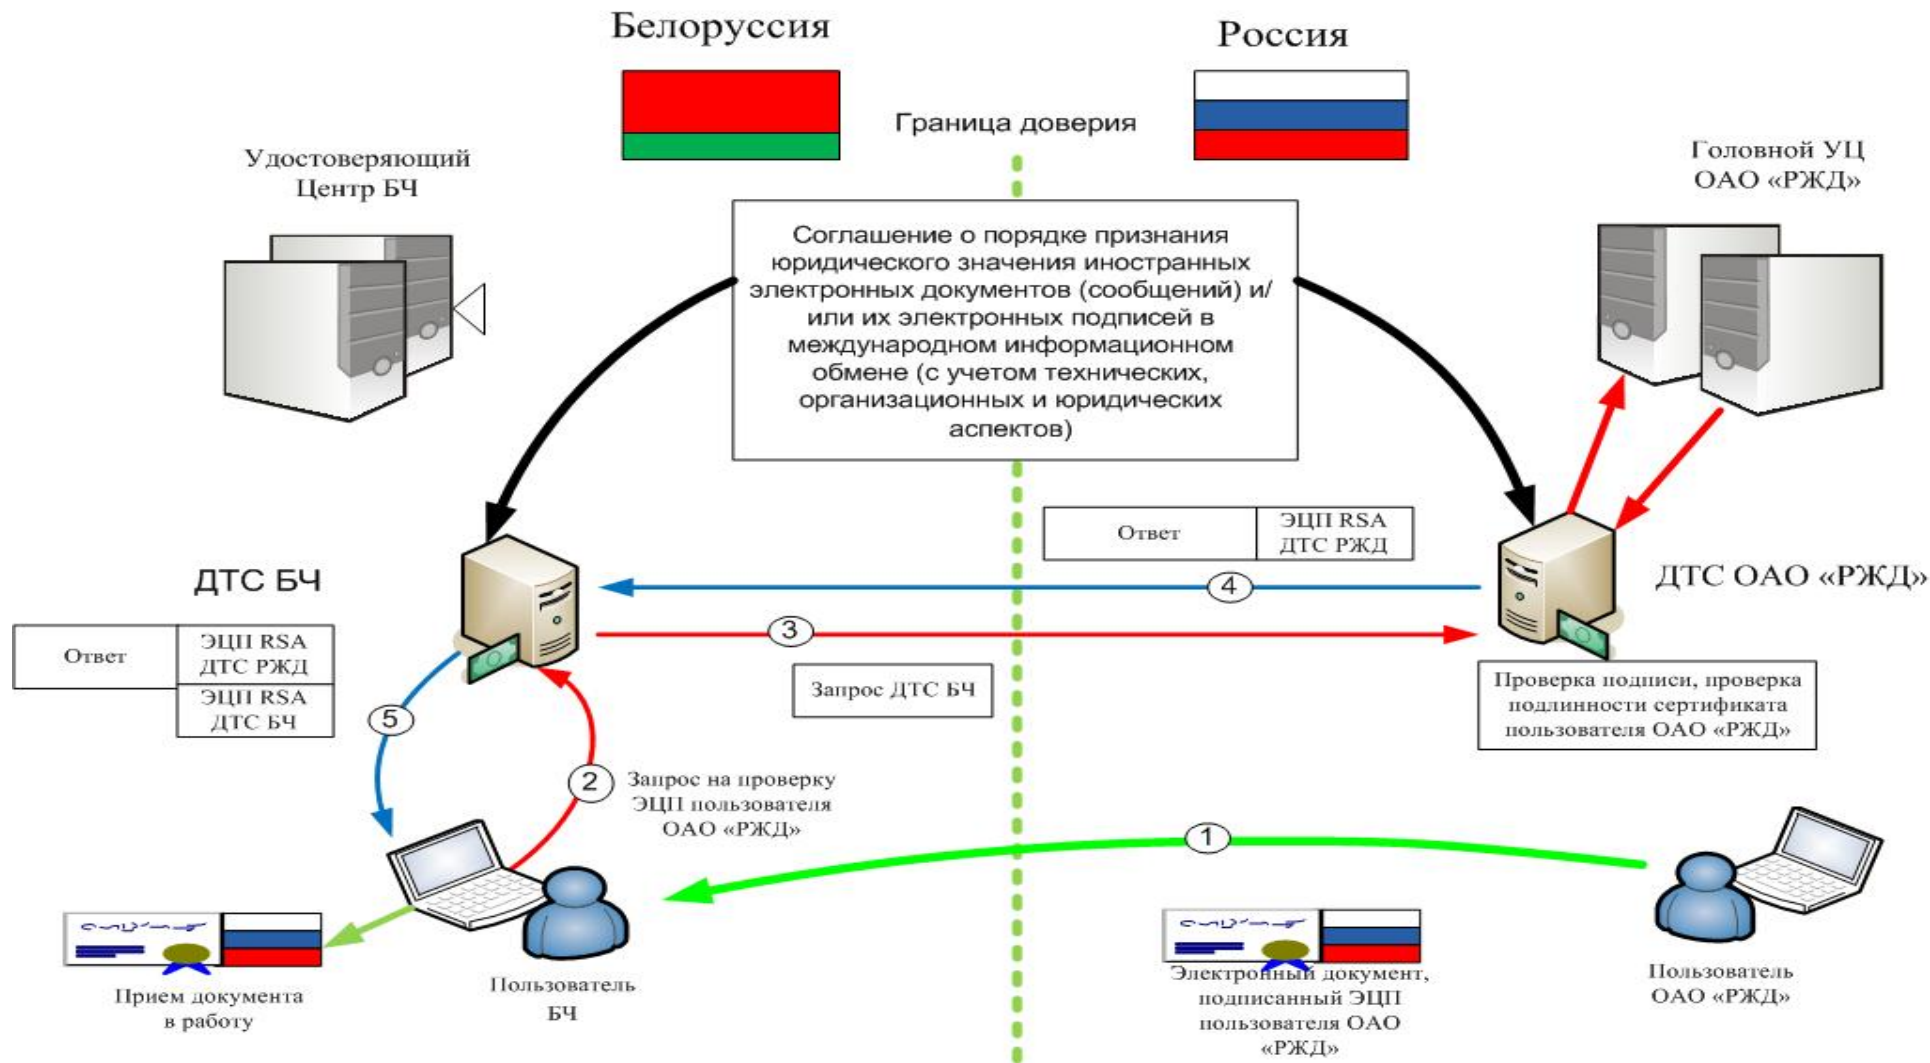 Белоруссия
Россия
Граница доверия
Удостоверяющий
Центр БЧ
Головной УЦ
ОАО «РЖД»
Соглашение о порядке признания
юридического значения иностранных
электронных документов (сообщений) и/
или их электронных подписей в
международном информационном
обмене (с учетом технических,
организационных и юридических
аспектов)
Ответ
ЭЦП RSA
ДТС РЖД
ДТС БЧ
4
ДТС ОАО «РЖД»
3
Ответ
ЭЦП RSA
ДТС РЖД
ЭЦП RSA
ДТС БЧ
Запрос ДТС БЧ
Проверка подписи, проверка
подлинности сертификата
пользователя ОАО «РЖД»
5
2
Запрос на проверку
ЭЦП пользователя
ОАО «РЖД»
1
Прием документа
в работу
Пользователь
БЧ
Электронный документ,
подписанный ЭЦП
пользователя ОАО
«РЖД»
Пользователь
ОАО «РЖД»